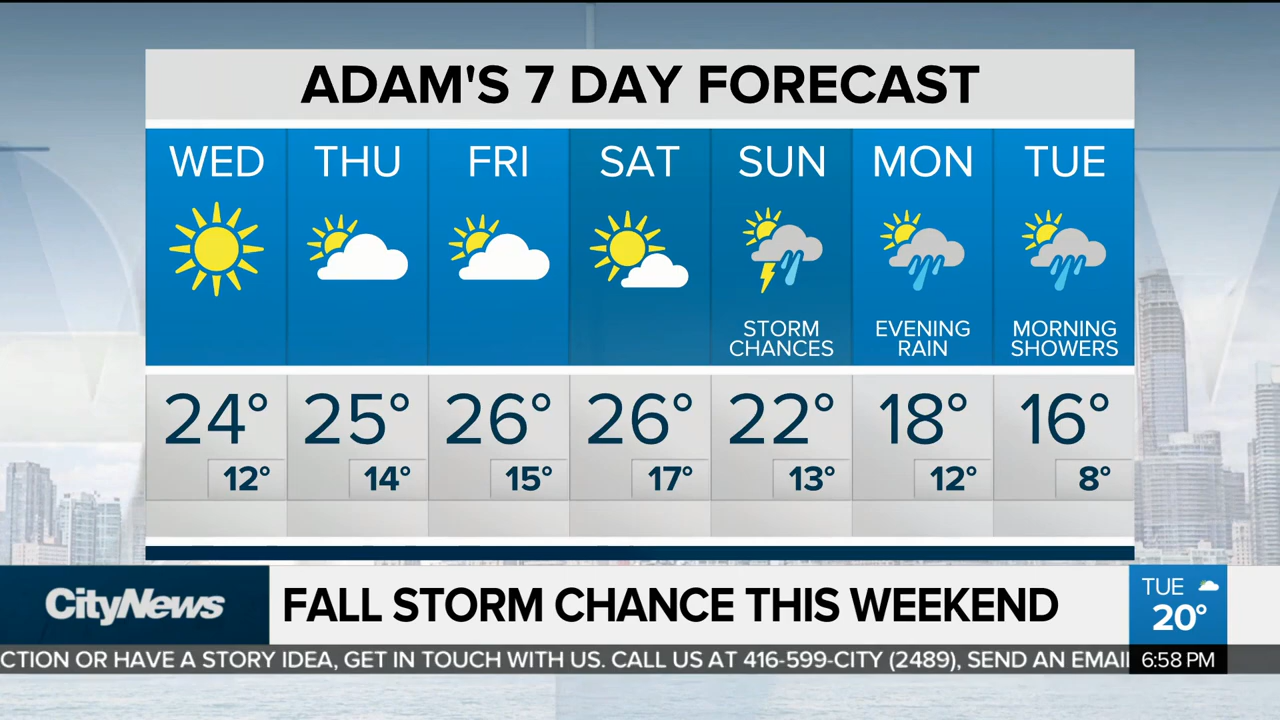 ADAM'S 7 DAY FORECAST
WED THU FRI SAT SUN MON TUE
STORM CHANCES
EVENING RAIN
MORNING SHOWERS
24° 25° 26° 26° 22° 18° 16°
12° 14° 15° 17° 13° 12° 8°
CityNews
FALL STORM CHANCE THIS WEEKEND
TUE
20°
CTION OR HAVE A STORY IDEA, GET IN TOUCH WITH US. CALL US AT 416-599-CITY (2489), SEND AN EMAI
6:58 PM